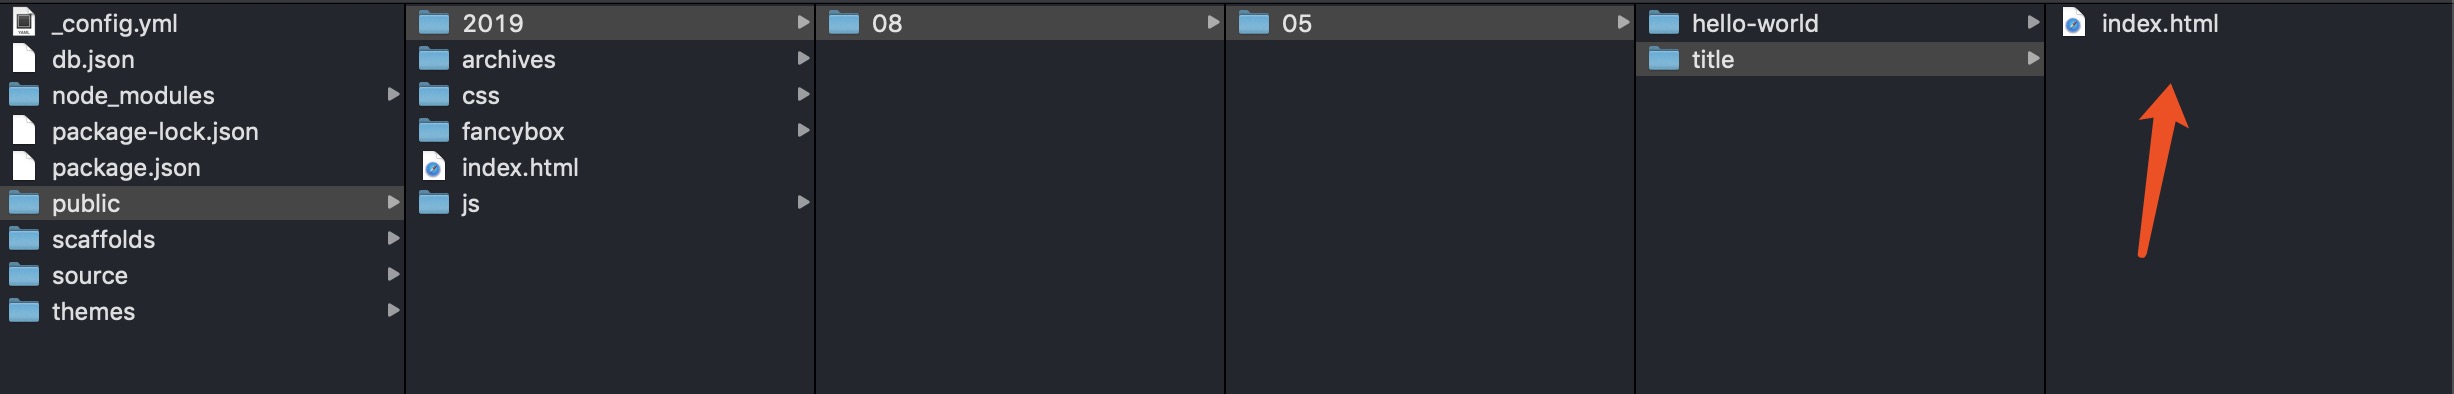 _config.yml
db.json
node_modules
package-lock.json
package.json
public
scaffolds
source
themes
2019
archives
css
fancybox
index.html
js
08
05
hello-world
title
index.html